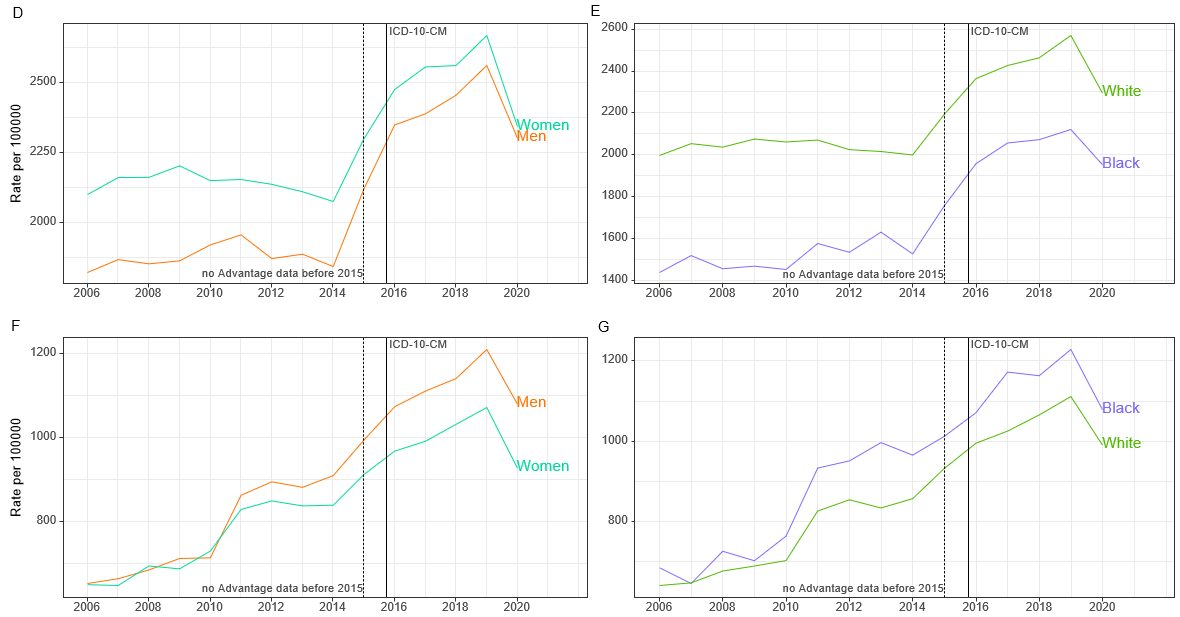 D
ICD-10-CM
Rate per 100000
2500
2250
2000
Women
Men
no Advantage data before 2015
2006 2008 2010 2012 2014 2016 2018 2020
E
ICD-10-CM
2600
2400
2200
2000
1800
1600
1400
White
Black
no Advantage data before 2015
2006 2008 2010 2012 2014 2016 2018 2020
F
ICD-10-CM
Rate per 100000
1200
1000
800
Men
Women
no Advantage data before 2015
2006 2008 2010 2012 2014 2016 2018 2020
G
ICD-10-CM
1200
1000
800
Black
White
no Advantage data before 2015
2006 2008 2010 2012 2014 2016 2018 2020